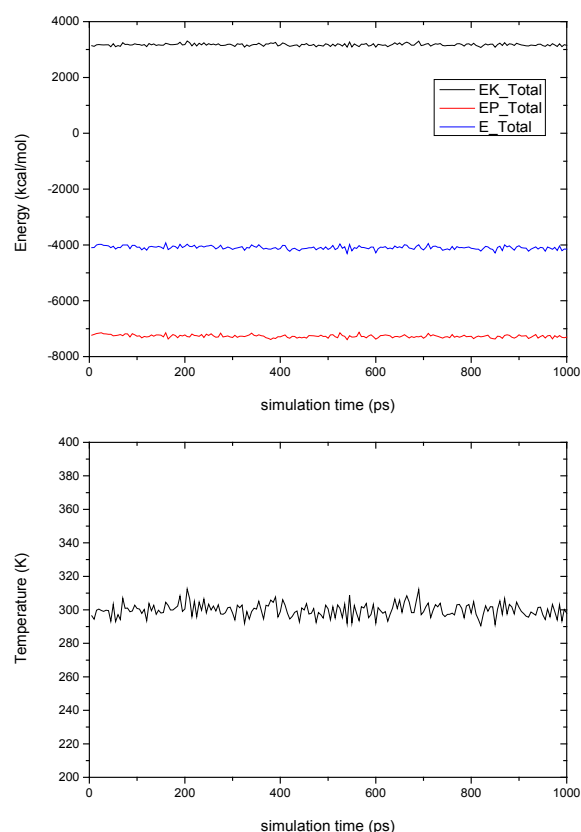 4000
2000
0
-2000
-4000
-6000
-8000
Energy (kcal/mol)
EK_Total
EP_Total
E_Total
0 200 400 600 800 1000
simulation time (ps)
400
380
360
340
320
300
280
260
240
220
200
Temperature (K)
0 200 400 600 800 1000
simulation time (ps)